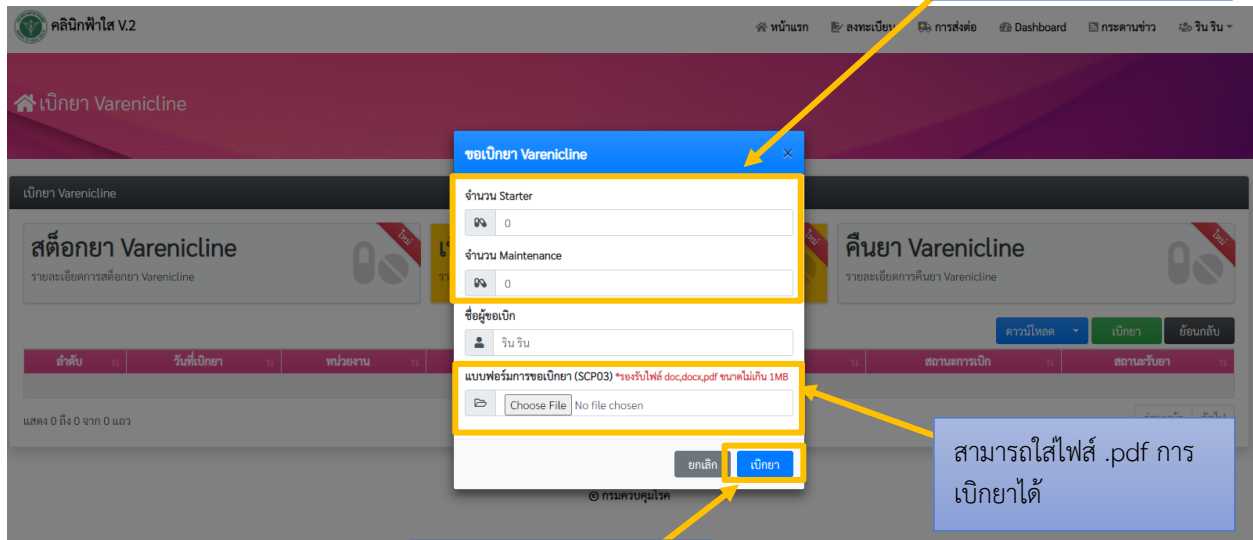 คลินิกฟ้าใส V.2
หน้าแรก
ลงทะเบียน
การส่งต่อ
Dashboard
กระดานข่าว
ริน ริน
เบิกยา Varenicline
ขอเบิกยา Varenicline
×
เบิกยา Varenicline
จำนวน Starter
0
จำนวน Maintenance
0
ชื่อผู้ขอเบิก
ริน ริน
แบบฟอร์มการขอเบิกยา (SCP03) *รองรับไฟล์ doc,docx,pdf ขนาดไม่เกิน 1MB
Choose File No file chosen
ยกเลิก
เบิกยา
สต็อกยา Varenicline
รายละเอียดการสต็อกยา Varenicline
ใหม่
ใหม่
คืนยา Varenicline
รายละเอียดการคืนยา Varenicline
ใหม่
ดาวน์โหลด
เบิกยา
ย้อนกลับ
ลำดับ
วันที่เบิกยา
หน่วยงาน
สถานะการเบิก
สถานะรับยา
แสดง 0 ถึง 0 จาก 0 แถว
สามารถใส่ไฟส์ .pdf การ
เบิกยาได้
© กรมควบคุมโรค